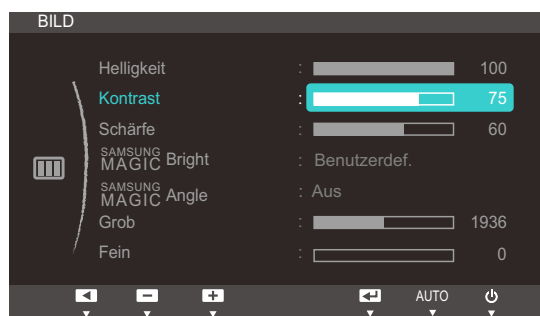 BILD
Helligkeit : 100
Kontrast : 75
Schärfe : 60
SAMSUNG MAGIC Bright : Benutzerdef.
SAMSUNG MAGIC Angle : Aus
Grob 1936
Fein : 0
AUTO